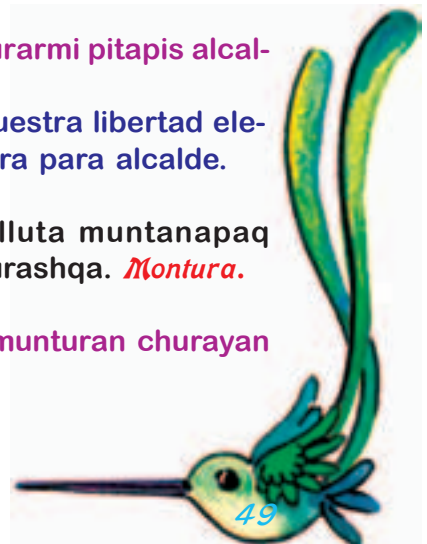 urarmi pitapis alcal-
uestra libertad ele-
ra para alcalde.
lluta muntanapaq
urashqa. Montura.
munturan churayan
49